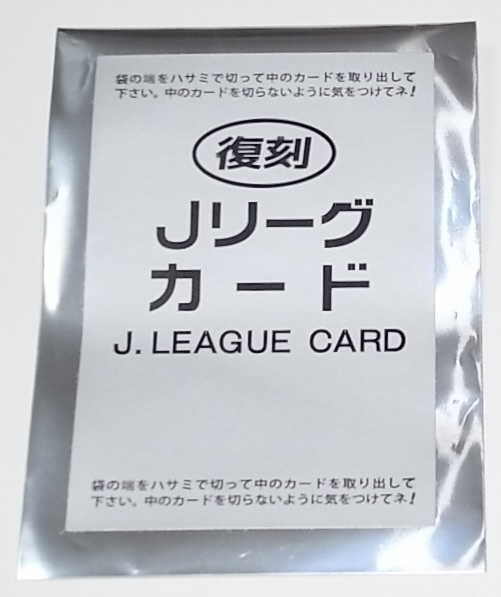 袋の端をハサミで切って中のカードを取り出して
下さい。中のカードを切らないように気をつけてネ!
復刻
Jリーグ
カード
J. LEAGUE CARD
袋の端をハサミで切って中のカードを取り出して
下さい。中のカードを切らないように気をつけてネ!